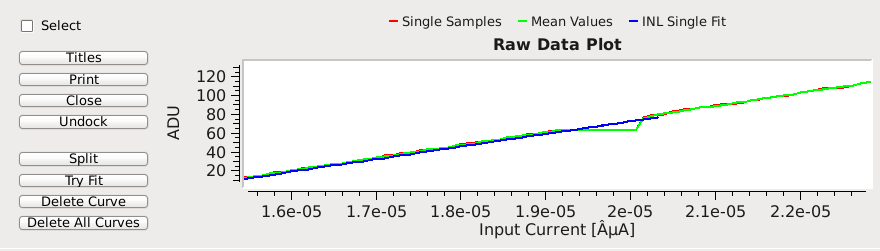 Select
Titles
Print
Close
Undock
Split
Try Fit
Delete Curve
Delete All Curves
Single Samples Mean Values INL Single Fit
Raw Data Plot
ADU
120
100
80
60
40
20
1.6e-05 1.7e-05 1.8e-05 1.9e-05 2e-05 2.1e-05 2.2e-05
Input Current [ÂµA]